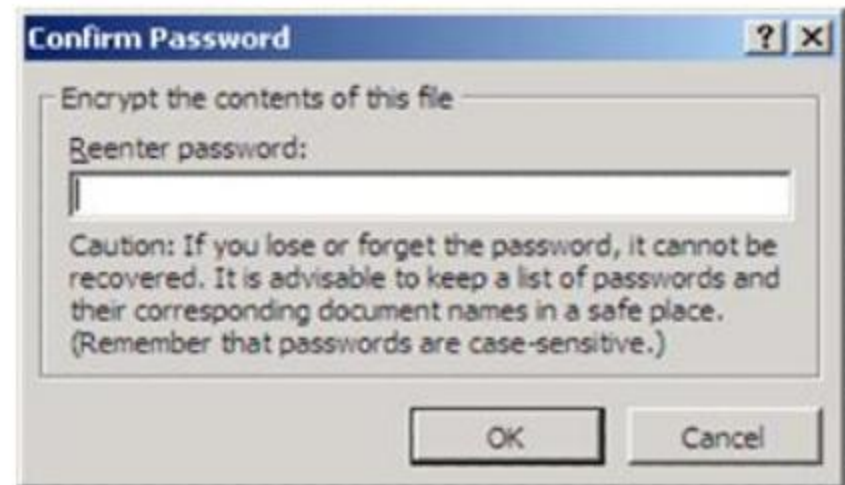 Confirm Password
Encrypt the contents of this file
Reenter password:
Caution: If you lose or forget the password, it cannot be
recovered. It is advisable to keep a list of passwords and
their corresponding document names in a safe place.
(Remember that passwords are case-sensitive.)
OK Cancel